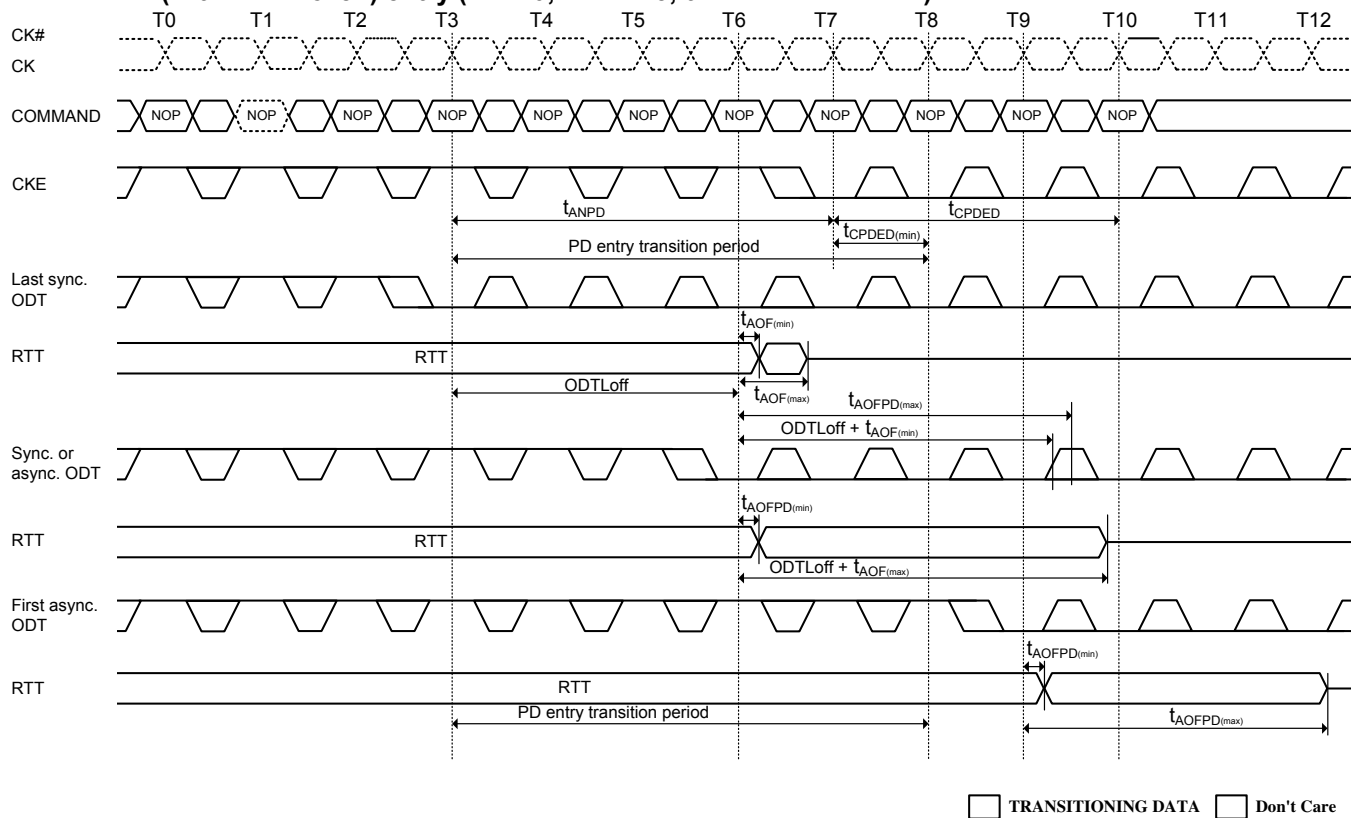 T0 T1 T2 T3 T4 T5 T6 T7 T8 T9 T10 T11 T12
CK#
CK
COMMAND NOP NOP NOP NOP NOP NOP NOP NOP NOP NOP NOP
CKE
tANPD tCPDED
tCPDED(min)
PD entry transition period
Last sync.
ODT
tAOF(min)
RTT RTT
ODTLoff tAOF(max)
tAOFPD(max)
ODTLoff + tAOF(min)
Sync. or
async. ODT
tAOFPD(min)
RTT RTT
ODTLoff + tAOF(max)
First async.
ODT
tAOFPD(min)
RTT RTT
PD entry transition period
tAOFPD(max)
TRANSITIONING DATA Don't Care